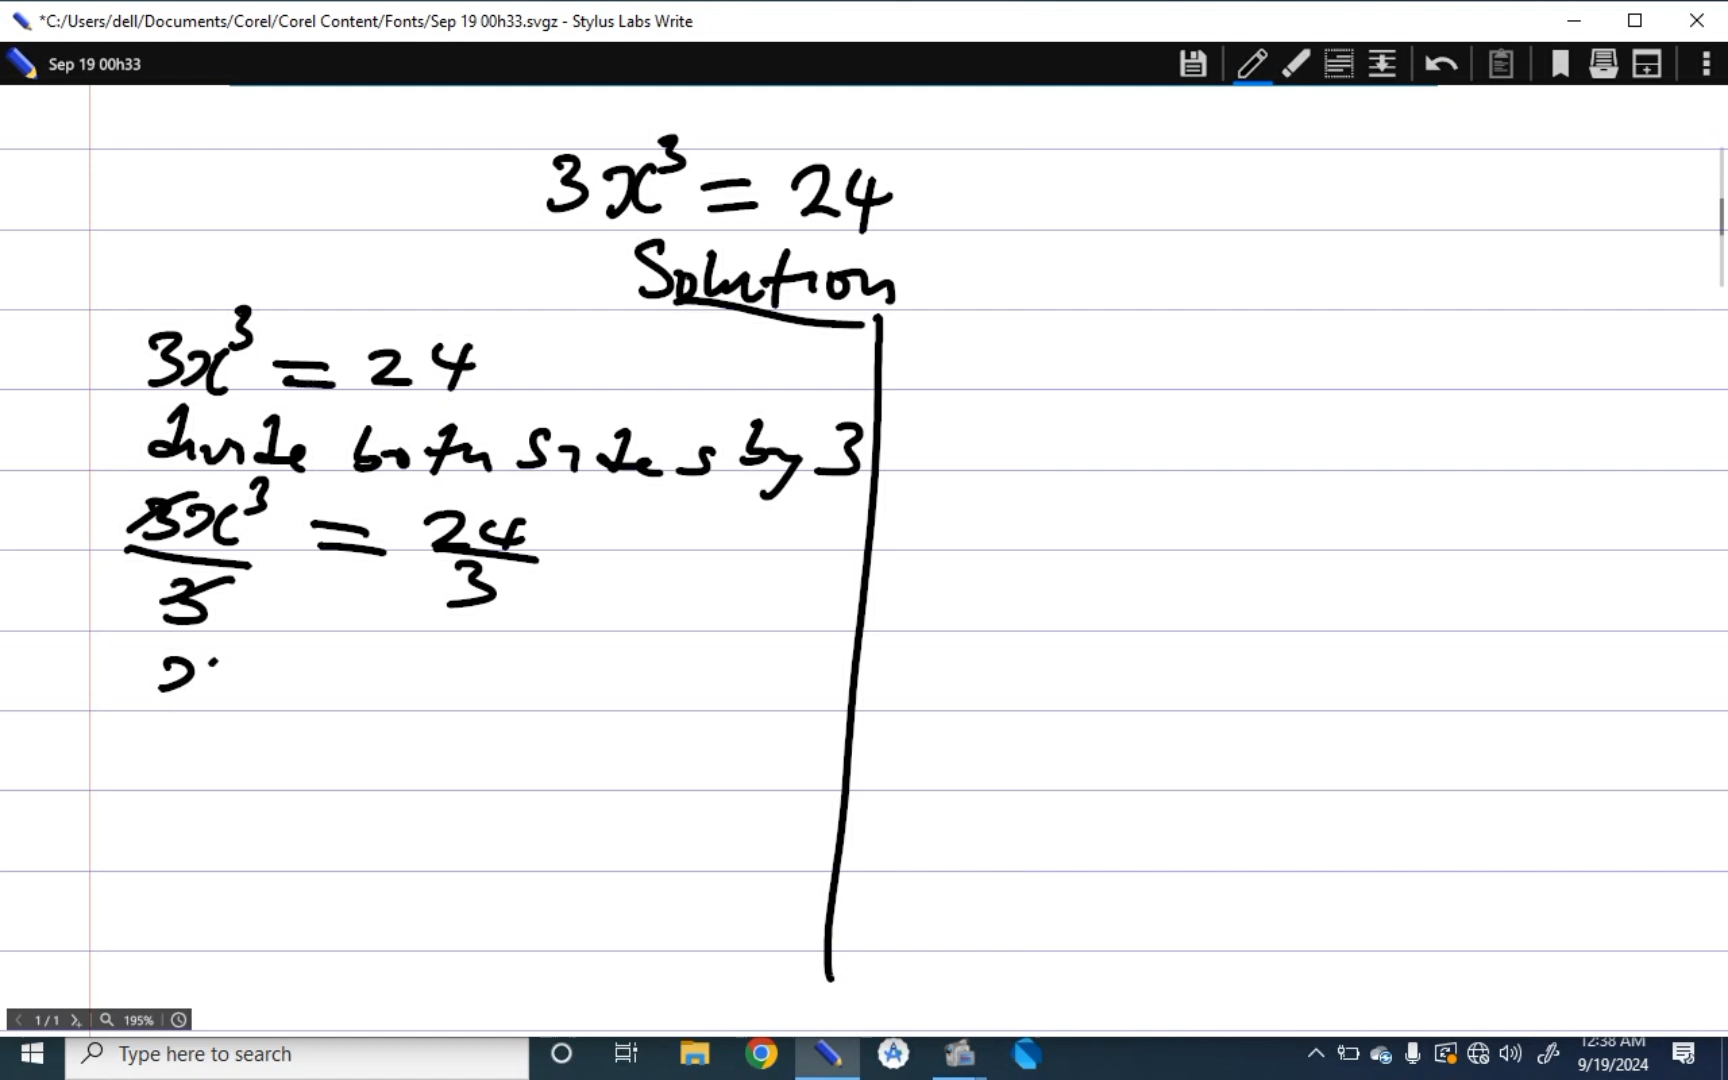 *C:/Users/dell/Documents/Corel/Corel Content/Fonts/Sep 19 00h33.svgz - Stylus Labs Write
Sep 19 00h33
3x³ = 24
Solution
3x³ = 24
divide both sides by 3
3x³/3 = 24/3
1/1
195%
Type here to search
12:38 AM
9/19/2024